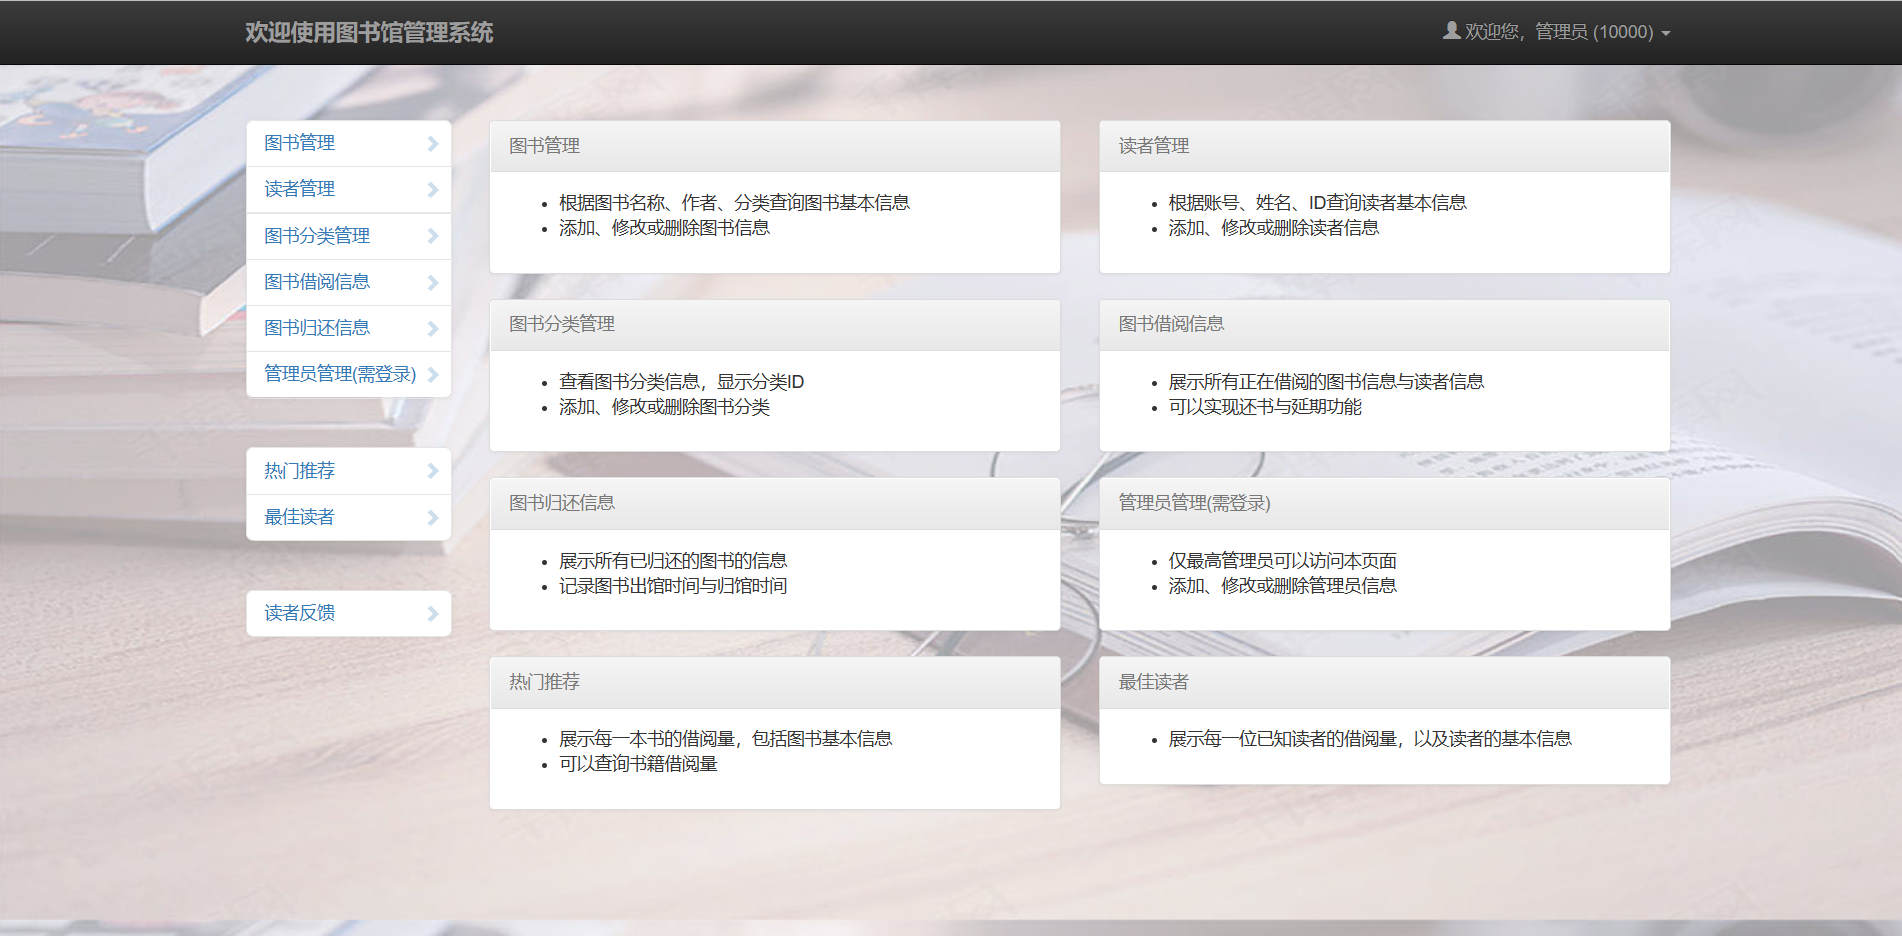 欢迎使用图书馆管理系统
欢迎您，管理员 (10000)
图书管理
读者管理
图书分类管理
图书借阅信息
图书归还信息
管理员管理(需登录)
热门推荐
最佳读者
读者反馈
图书管理
根据图书名称、作者、分类查询图书基本信息
添加、修改或删除图书信息
读者管理
根据账号、姓名、ID查询读者基本信息
添加、修改或删除读者信息
图书分类管理
查看图书分类信息，显示分类ID
添加、修改或删除图书分类
图书借阅信息
展示所有正在借阅的图书信息与读者信息
可以实现还书与延期功能
图书归还信息
展示所有已归还的图书的信息
记录图书出馆时间与归馆时间
管理员管理(需登录)
仅最高管理员可以访问本页面
添加、修改或删除管理员信息
热门推荐
展示每一本书的借阅量，包括图书基本信息
可以查询书籍借阅量
最佳读者
展示每一位已知读者的借阅量，以及读者的基本信息